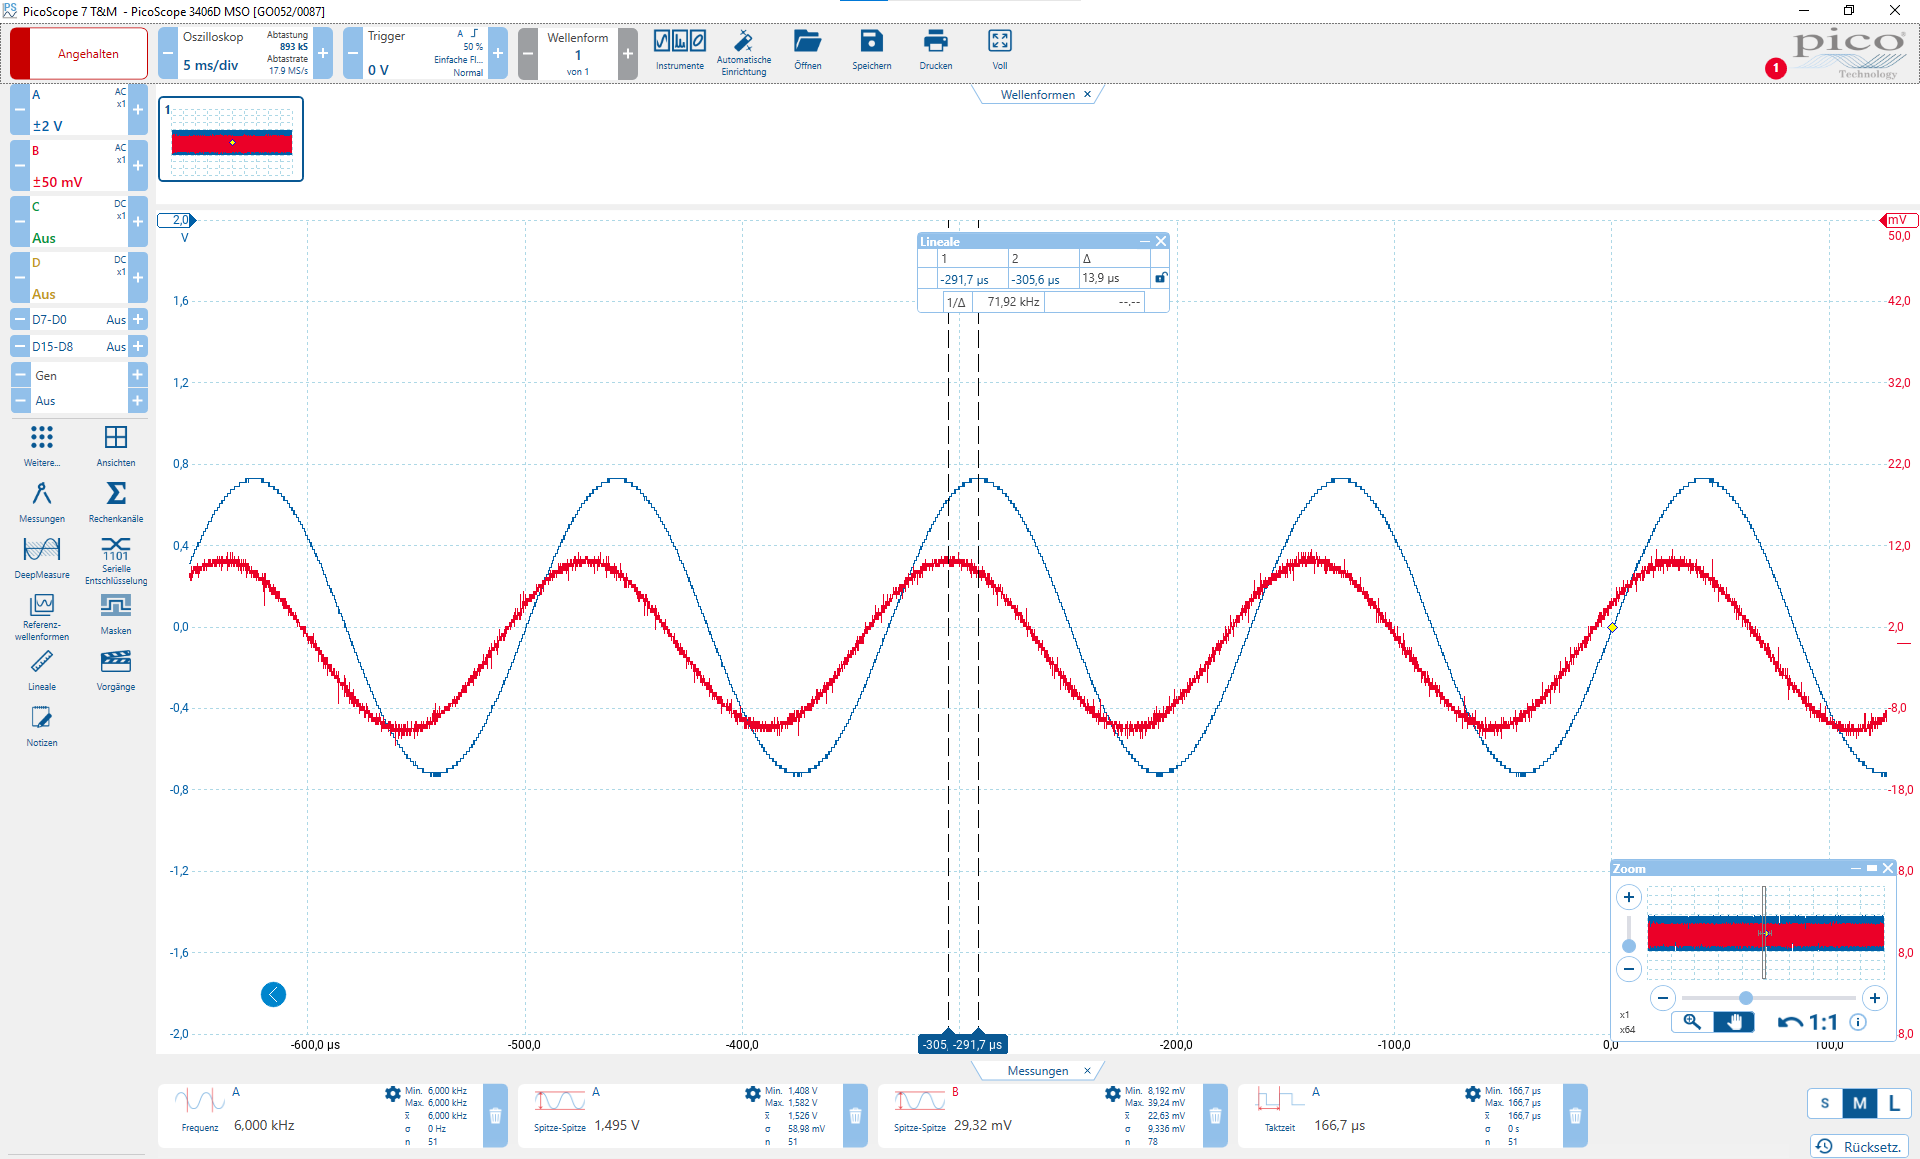 PicoScope 7 T&M - PicoScope 3406D MSO [GO052/0087]
Angehalten
Oszilloskop
5 ms/div
Abtastung
893 kS
Abtastrate
17.9 MS/s
Trigger
0 V
A
50 %
Einfache Fl...
Normal
Wellenform
1
von 1
Instrumente
Automatische
Einrichtung
Öffnen
Speichern
Drucken
Voll
1
pico
Technology
A
AC
x1
±2 V
B
AC
x1
±50 mV
C
DC
x1
Aus
D
DC
x1
Aus
D7-D0 Aus
D15-D8 Aus
Gen
Aus
Weitere...
Ansichten
Messungen
Rechenkanäle
DeepMeasure
1101
Serielle
Entschlüsselung
Referenz-
wellenformen
Masken
Lineale
Vorgänge
Notizen
Wellenformen ×
1
2,0
V
1,6
1,2
0,8
0,4
0,0
-0,4
-0,8
-1,2
-1,6
-2,0
mV
50,0
42,0
32,0
22,0
12,0
2,0
-8,0
-18,0
8,0
8,0
8,0
Lineale
1 2 Δ
-291,7 µs -305,6 µs 13,9 µs
1/Δ 71,92 kHz --,--
Zoom
x1
x64
1:1
-600,0 µs
-500,0
-400,0
-305, -291,7 µs
-200,0
-100,0
0,0
100,0
Messungen ×
A
Frequenz 6,000 kHz
Min. 6,000 kHz
Max. 6,000 kHz
x̄ 6,000 kHz
σ 0 Hz
n 51
A
Spitze-Spitze 1,495 V
Min. 1,408 V
Max. 1,582 V
x̄ 1,526 V
σ 58,98 mV
n 51
B
Spitze-Spitze 29,32 mV
Min. 8,192 mV
Max. 39,24 mV
x̄ 22,63 mV
σ 9,336 mV
n 78
A
Taktzeit 166,7 µs
Min. 166,7 µs
Max. 166,7 µs
x̄ 166,7 µs
σ 0 s
n 51
S M L
Rücksetz.